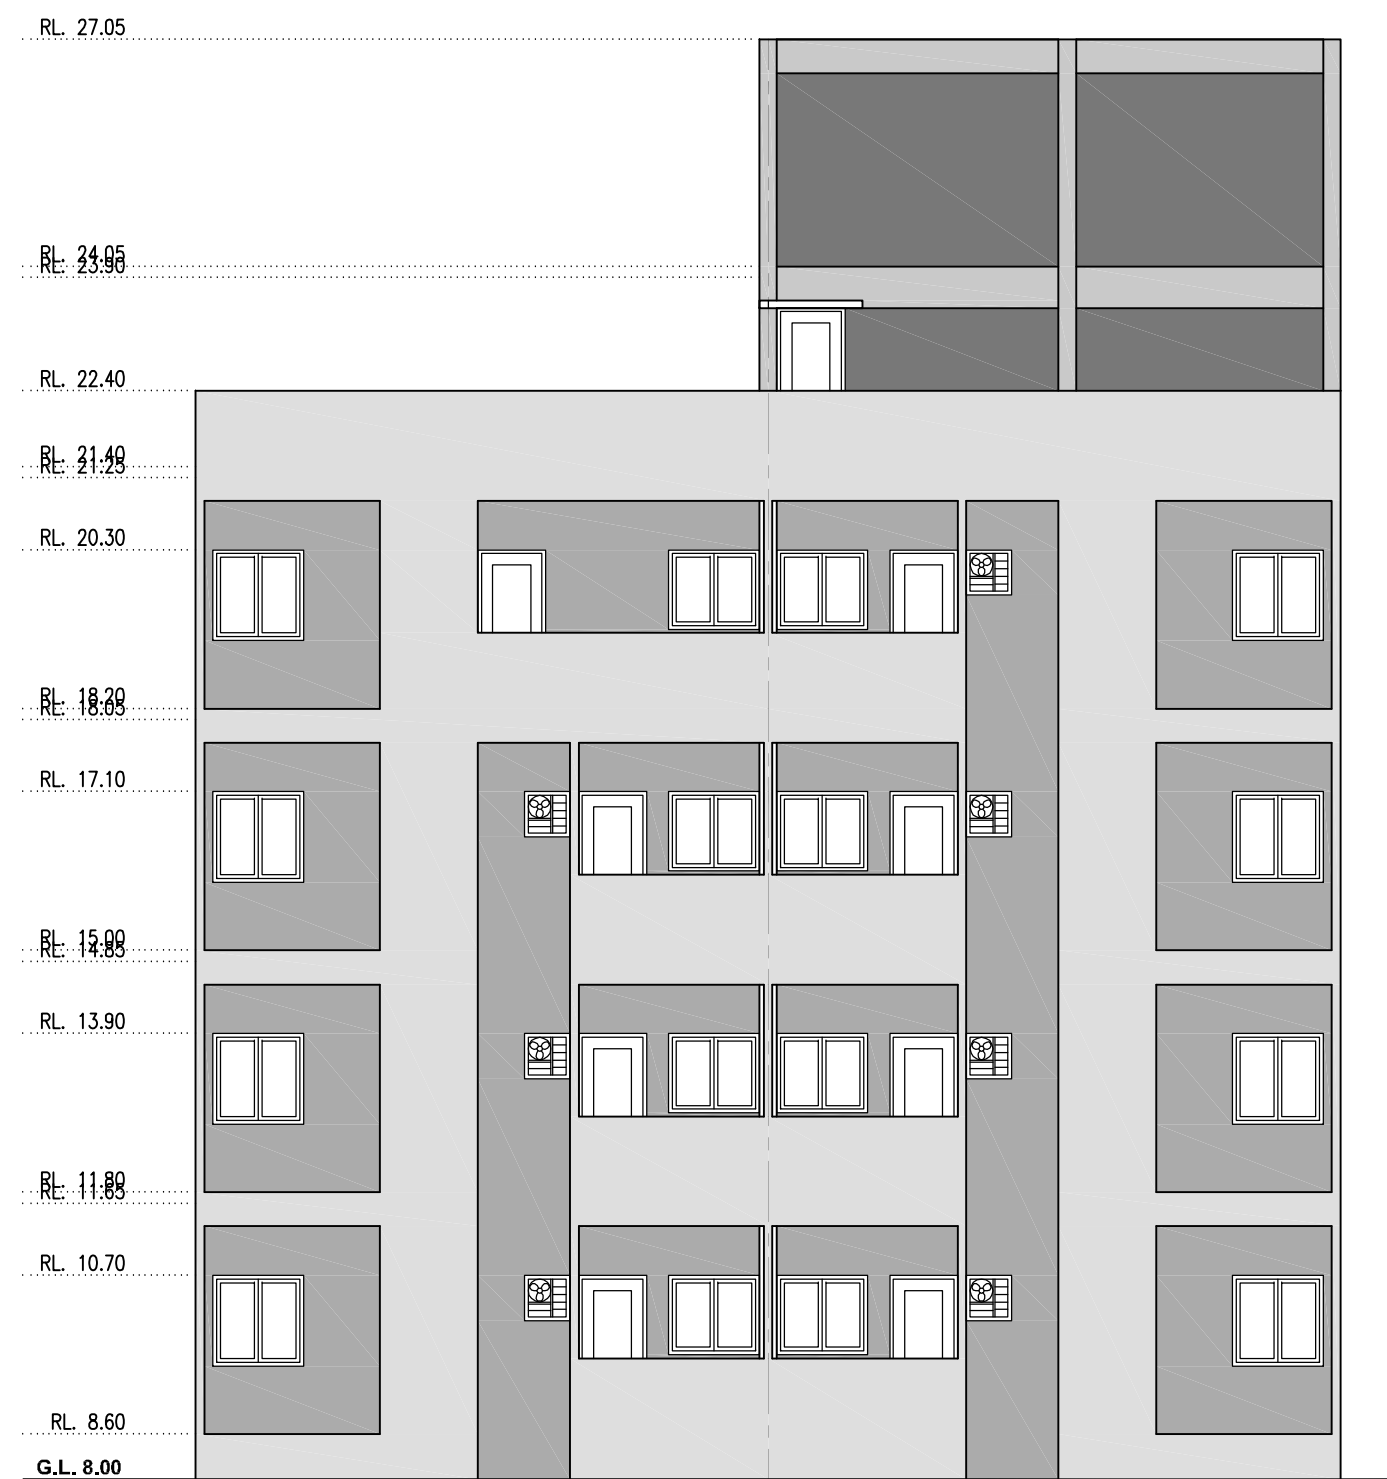 RL. 27.05
RL. 24.05
RL. 23.90
RL. 22.40
RL. 21.40
RL. 21.25
RL. 20.30
RL. 18.20
RL. 18.05
RL. 17.10
RL. 15.00
RL. 14.85
RL. 13.90
RL. 11.80
RL. 11.65
RL. 10.70
RL. 8.60
G.L. 8.00